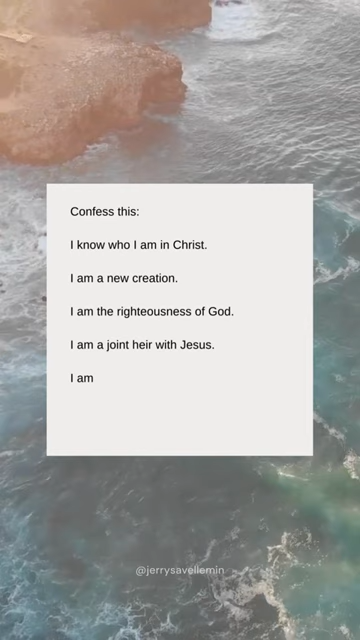 Confess this:
I know who I am in Christ.
I am a new creation.
I am the righteousness of God.
I am a joint heir with Jesus.
I am
@jerrysavellemin